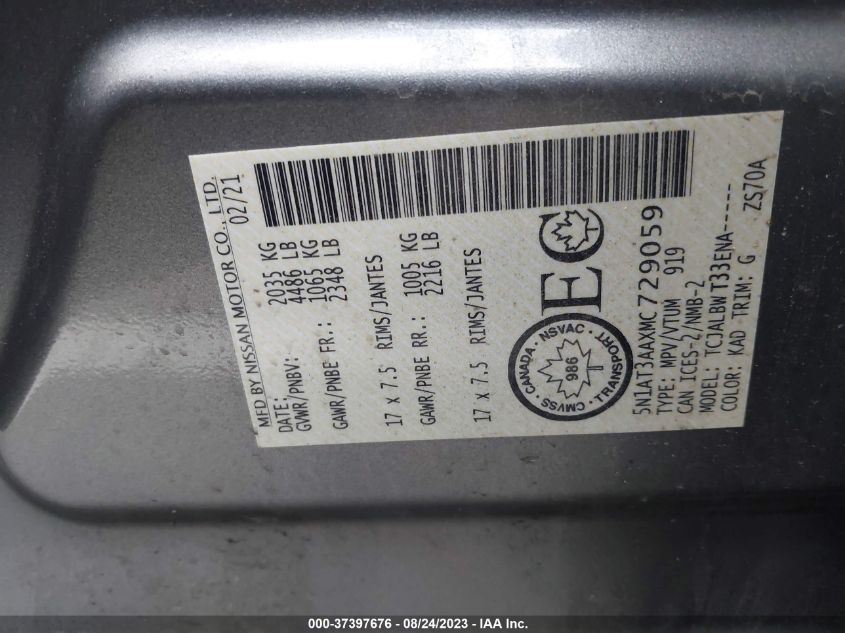 MFD BY NISSAN MOTOR CO., LTD.
DATE: 02/21
GVWR/PNBV: 2035 KG
4486 LB
GAWR/PNBE FR.: 1065 KG
2348 LB
17 X 7.5 RIMS/JANTES
GAWR/PNBE RR.: 1005 KG
2216 LB
17 X 7.5 RIMS/JANTES
CANADA · NSVAC · TRANSPORT · CMVSS ·
986
EC
5N1AT3AAXMC729059
TYPE: MPV/VTUM 919
CAN ICES-2/NMB-2
MODEL: TCJALBW T33ENA-----
COLOR: KAD TRIM: G ZS70A
000-37397676 - 08/24/2023 - IAA Inc.